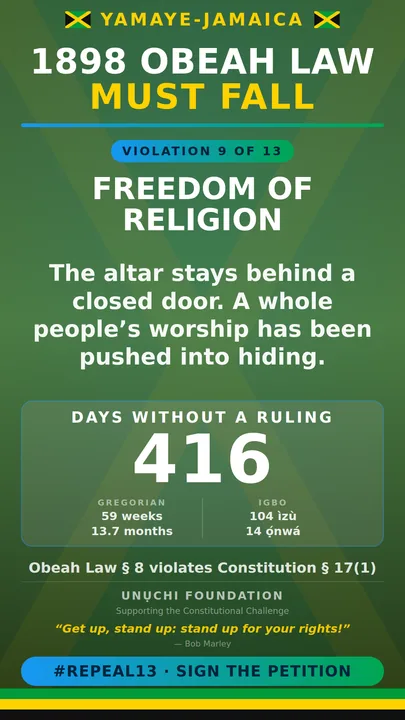 YAMAYE-JAMAICA
1898 OBEAH LAW
MUST FALL
VIOLATION 9 OF 13
FREEDOM OF
RELIGION
The altar stays behind a
closed door. A whole
people’s worship has been
pushed into hiding.
DAYS WITHOUT A RULING
416
GREGORIAN
59 weeks
13.7 months
IGBO
104 ìzù
14 ọ́nwá
Obeah Law § 8 violates Constitution § 17(1)
UNỤCHI FOUNDATION
Supporting the Constitutional Challenge
“Get up, stand up: stand up for your rights!”
— Bob Marley
#REPEAL13 · SIGN THE PETITION